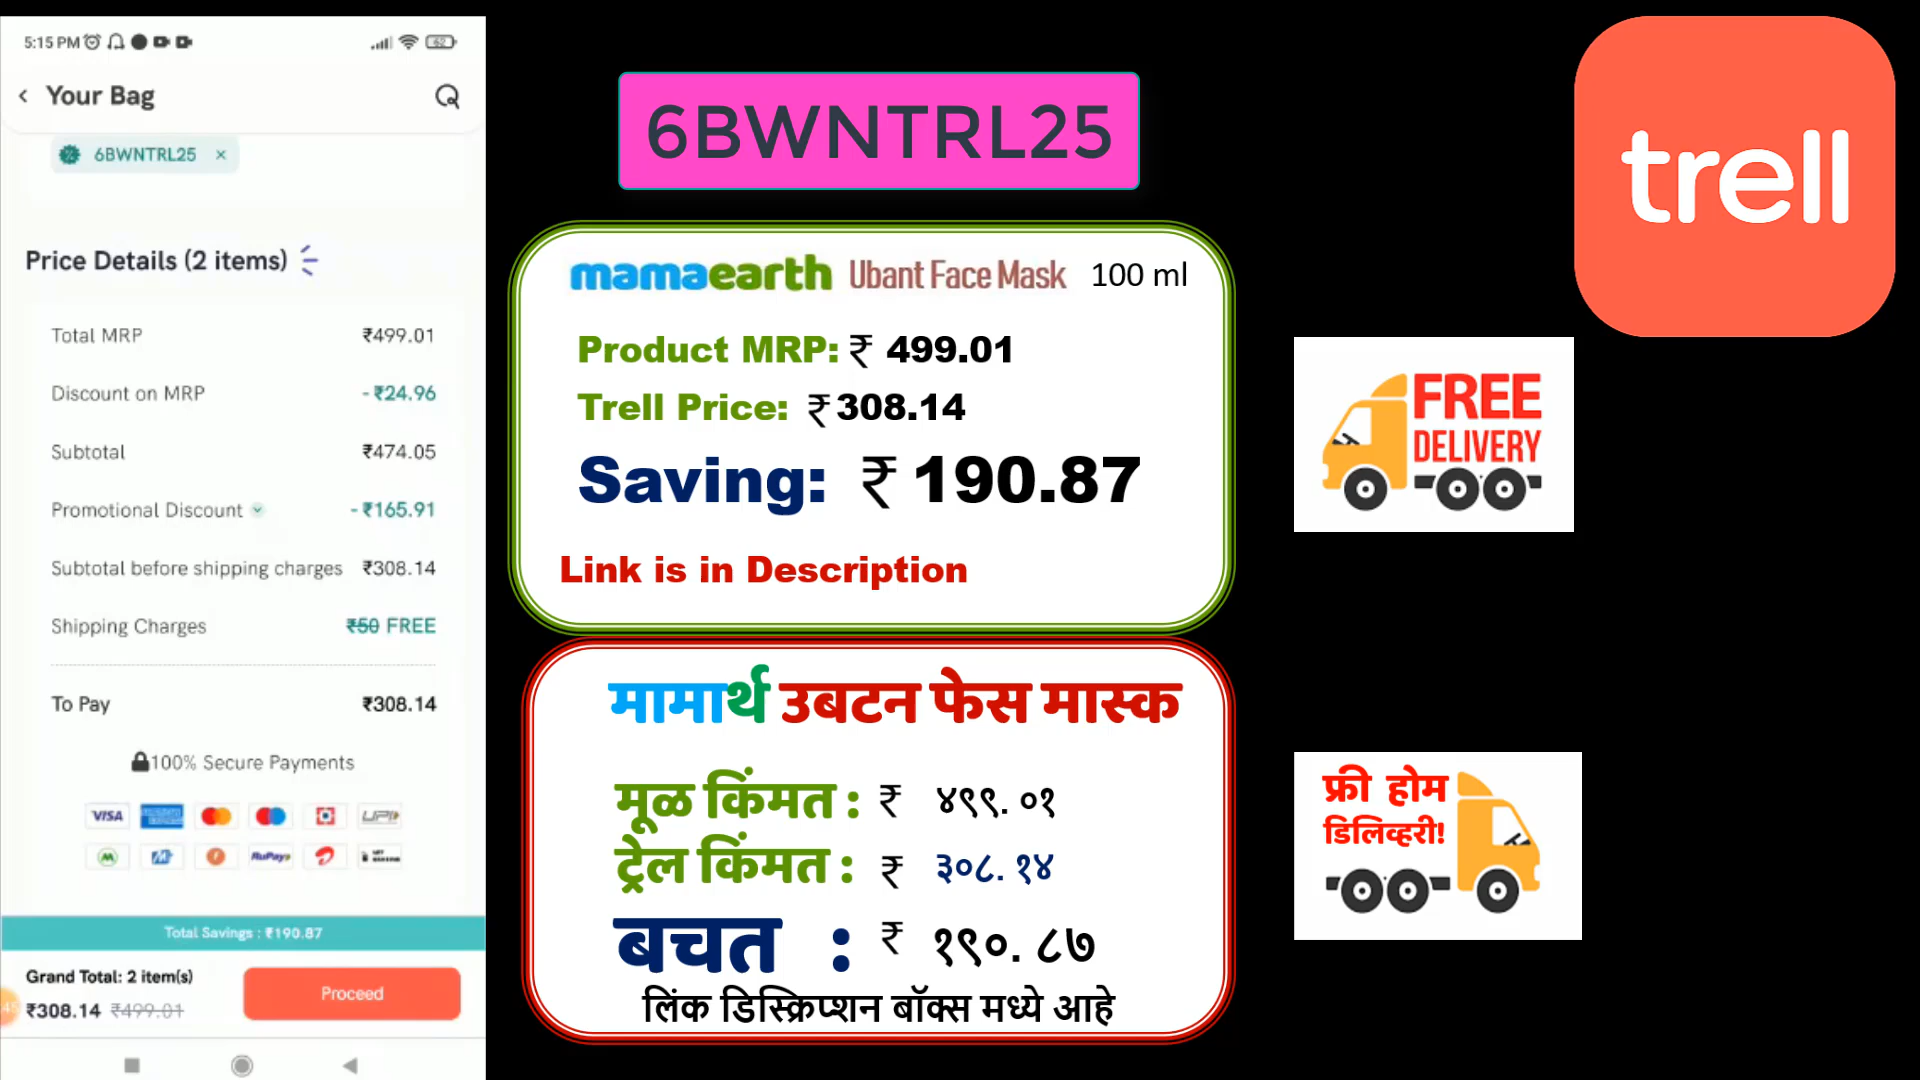 5:15 PM
62
Your Bag
6BWNTRL25 ×
Price Details (2 items)
Total MRP ₹499.01
Discount on MRP - ₹24.96
Subtotal ₹474.05
Promotional Discount - ₹165.91
Subtotal before shipping charges ₹308.14
Shipping Charges ₹50 FREE
To Pay ₹308.14
100% Secure Payments
VISA
UPI
RuPay
Total Savings : ₹190.87
Grand Total: 2 item(s)
₹308.14 ₹499.01
Proceed
6BWNTRL25
mamaearth Ubant Face Mask 100 ml
Product MRP: ₹ 499.01
Trell Price: ₹ 308.14
Saving: ₹ 190.87
Link is in Description
मामार्थ उबटन फेस मास्क
मूळ किंमत : ₹ ४९९. ०१
ट्रेल किंमत : ₹ ३०८. १४
बचत : ₹ १९०. ८७
लिंक डिस्क्रिप्शन बॉक्स मध्ये आहे
trell
FREE
DELIVERY
फ्री होम
डिलिव्हरी!